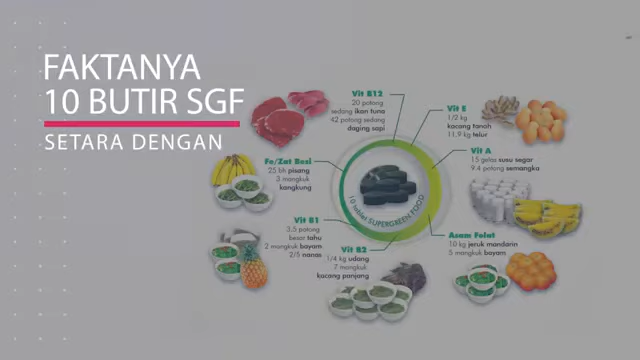 FAKTANYA
10 BUTIR SGF
SETARA DENGAN
Vit B12
20 potong
sedang ikan tuna
42 potong sedang
daging sapi
Vit E
1/2 kg
kacang tanah
11,9 kg telur
Vit A
15 gelas susu segar
9.4 potong semangka
Fe/Zat Besi
25 bh pisang
3 mangkuk
kangkung
10 tablet SUPERGREEN FOOD
Vit B1
3,5 potong
besar tahu
2 mangkok bayam
2/5 nanas
Vit B2
1/4 kg udang
7 mangkuk
kacang panjang
Asam Folat
10 kg jeruk mandarin
5 mangkuk bayam